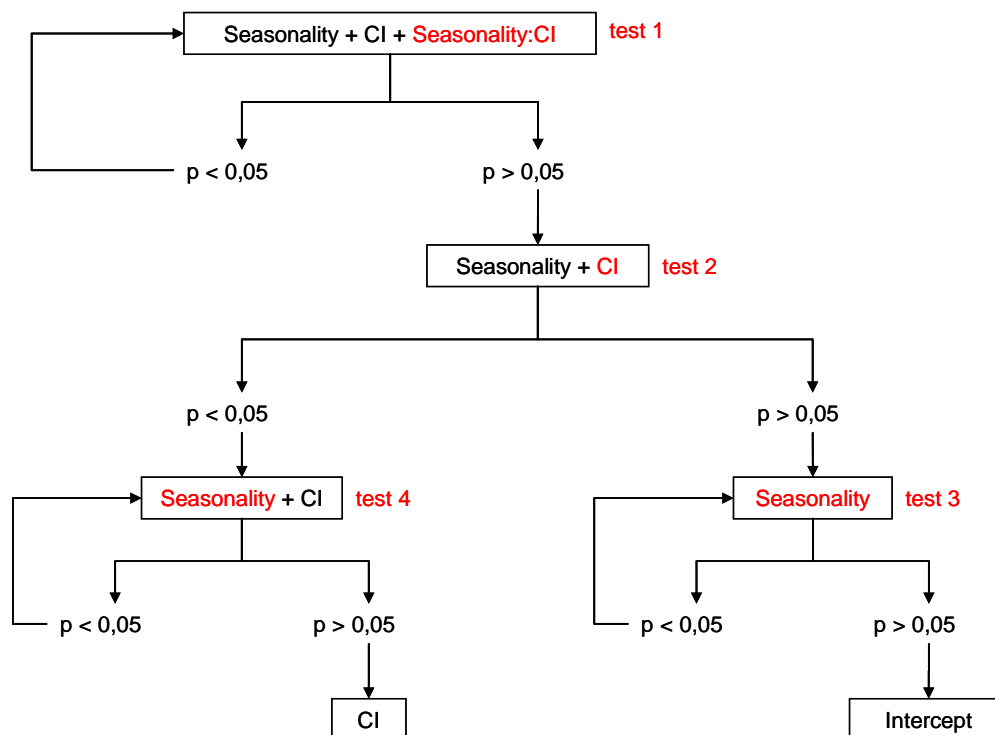 Seasonality + CI + Seasonality:CI test 1
p < 0,05 p > 0,05
Seasonality + CI test 2
p < 0,05 p > 0,05
Seasonality + CI test 4 Seasonality test 3
p < 0,05 p > 0,05 p < 0,05 p > 0,05
CI Intercept